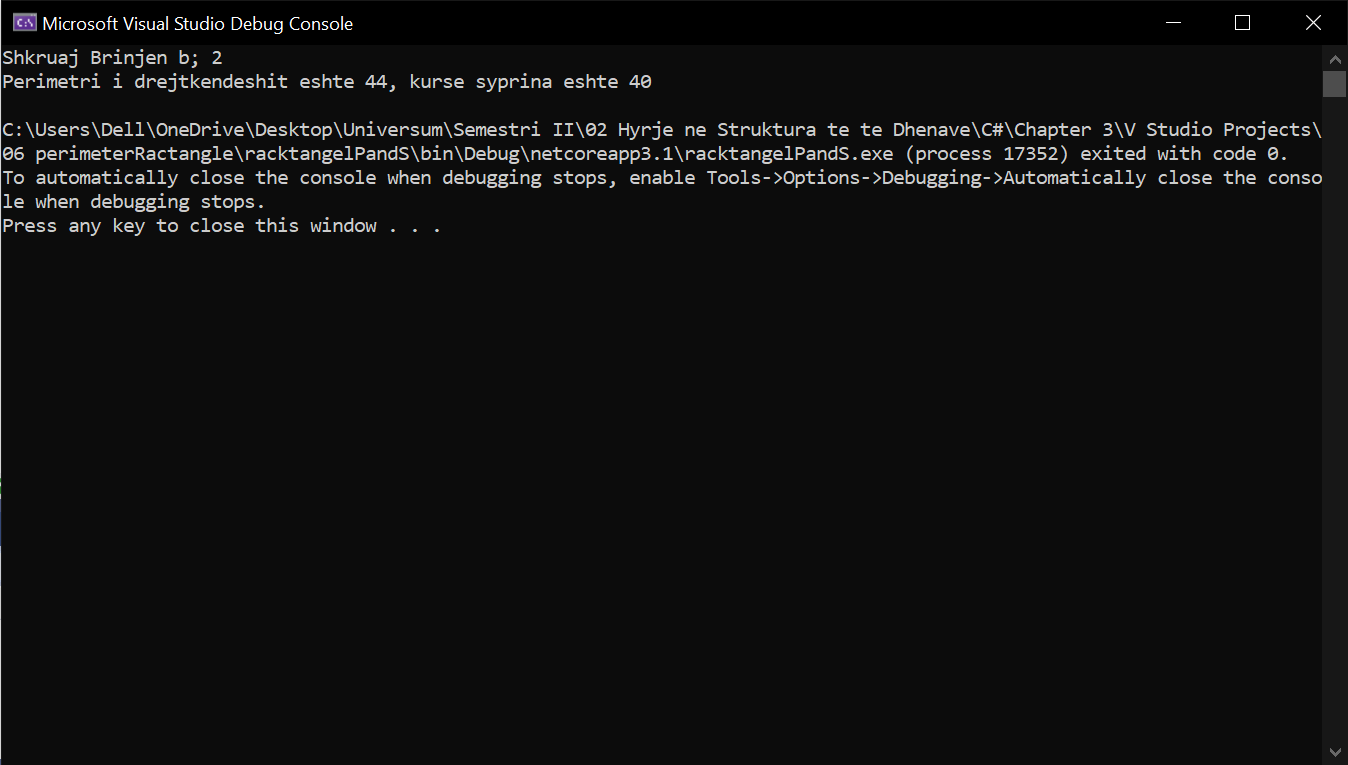 Microsoft Visual Studio Debug Console
Shkruaj Brinjen b; 2
Perimetri i drejtkendeshit eshte 44, kurse syprina eshte 40
C:\Users\Dell\OneDrive\Desktop\Universum\Semestri II\02 Hyrje ne Struktura te te Dhenave\C#\Chapter 3\V Studio Projects\
06 perimeterRactangle\racktangelPandS\bin\Debug\netcoreapp3.1\racktangelPandS.exe (process 17352) exited with code 0.
To automatically close the console when debugging stops, enable Tools->Options->Debugging->Automatically close the conso
le when debugging stops.
Press any key to close this window . . .